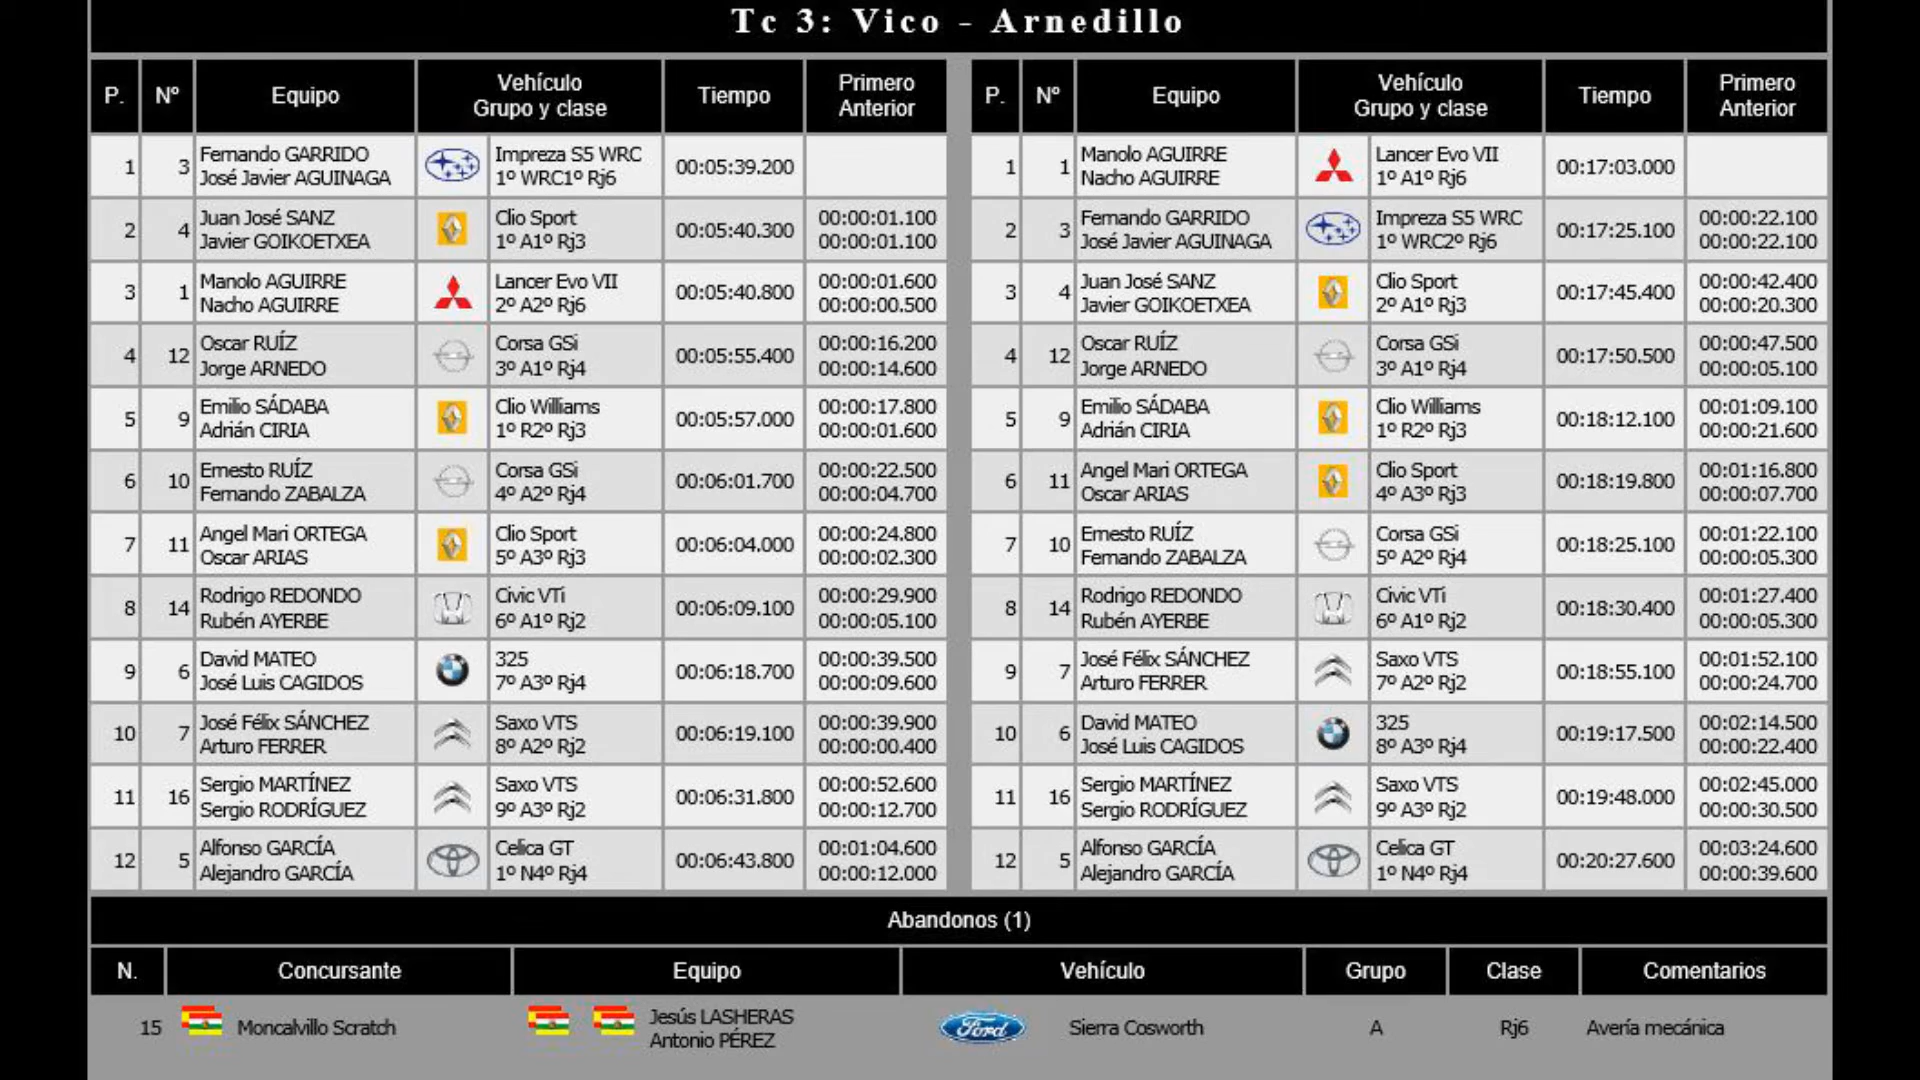 Tc 3: Vico - Arnedillo
P. Nº Equipo Vehículo Grupo y clase Tiempo Primero Anterior
1 3 Fernando GARRIDO José Javier AGUINAGA Impreza S5 WRC 1º WRC1º Rj6 00:05:39.200
2 4 Juan José SANZ Javier GOIKOETXEA Clio Sport 1º A1º Rj3 00:05:40.300 00:00:01.100 00:00:01.100
3 1 Manolo AGUIRRE Nacho AGUIRRE Lancer Evo VII 2º A2º Rj6 00:05:40.800 00:00:01.600 00:00:00.500
4 12 Oscar RUÍZ Jorge ARNEDO Corsa GSi 3º A1º Rj4 00:05:55.400 00:00:16.200 00:00:14.600
5 9 Emilio SÁDABA Adrián CIRIA Clio Williams 1º R2º Rj3 00:05:57.000 00:00:17.800 00:00:01.600
6 10 Ernesto RUÍZ Fernando ZABALZA Corsa GSi 4º A2º Rj4 00:06:01.700 00:00:22.500 00:00:04.700
7 11 Angel Mari ORTEGA Oscar ARIAS Clio Sport 5º A3º Rj3 00:06:04.000 00:00:24.800 00:00:02.300
8 14 Rodrigo REDONDO Rubén AYERBE Civic VTi 6º A1º Rj2 00:06:09.100 00:00:29.900 00:00:05.100
9 6 David MATEO José Luis CAGIDOS 325 7º A3º Rj4 00:06:18.700 00:00:39.500 00:00:09.600
10 7 José Félix SÁNCHEZ Arturo FERRER Saxo VTS 8º A2º Rj2 00:06:19.100 00:00:39.900 00:00:00.400
11 16 Sergio MARTÍNEZ Sergio RODRÍGUEZ Saxo VTS 9º A3º Rj2 00:06:31.800 00:00:52.600 00:00:12.700
12 5 Alfonso GARCÍA Alejandro GARCÍA Celica GT 1º N4º Rj4 00:06:43.800 00:01:04.600 00:00:12.000
P. Nº Equipo Vehículo Grupo y clase Tiempo Primero Anterior
1 1 Manolo AGUIRRE Nacho AGUIRRE Lancer Evo VII 1º A1º Rj6 00:17:03.000
2 3 Fernando GARRIDO José Javier AGUINAGA Impreza S5 WRC 1º WRC2º Rj6 00:17:25.100 00:00:22.100 00:00:22.100
3 4 Juan José SANZ Javier GOIKOETXEA Clio Sport 2º A1º Rj3 00:17:45.400 00:00:42.400 00:00:20.300
4 12 Oscar RUÍZ Jorge ARNEDO Corsa GSi 3º A1º Rj4 00:17:50.500 00:00:47.500 00:00:05.100
5 9 Emilio SÁDABA Adrián CIRIA Clio Williams 1º R2º Rj3 00:18:12.100 00:01:09.100 00:00:21.600
6 11 Angel Mari ORTEGA Oscar ARIAS Clio Sport 4º A3º Rj3 00:18:19.800 00:01:16.800 00:00:07.700
7 10 Ernesto RUÍZ Fernando ZABALZA Corsa GSi 5º A2º Rj4 00:18:25.100 00:01:22.100 00:00:05.300
8 14 Rodrigo REDONDO Rubén AYERBE Civic VTi 6º A1º Rj2 00:18:30.400 00:01:27.400 00:00:05.300
9 7 José Félix SÁNCHEZ Arturo FERRER Saxo VTS 7º A2º Rj2 00:18:55.100 00:01:52.100 00:00:24.700
10 6 David MATEO José Luis CAGIDOS 325 8º A3º Rj4 00:19:17.500 00:02:14.500 00:00:22.400
11 16 Sergio MARTÍNEZ Sergio RODRÍGUEZ Saxo VTS 9º A3º Rj2 00:19:48.000 00:02:45.000 00:00:30.500
12 5 Alfonso GARCÍA Alejandro GARCÍA Celica GT 1º N4º Rj4 00:20:27.600 00:03:24.600 00:00:39.600
Abandonos (1)
N. Concursante Equipo Vehículo Grupo Clase Comentarios
15 Moncalvillo Scratch Jesús LASHERAS Antonio PÉREZ Ford Sierra Cosworth A Rj6 Avería mecánica